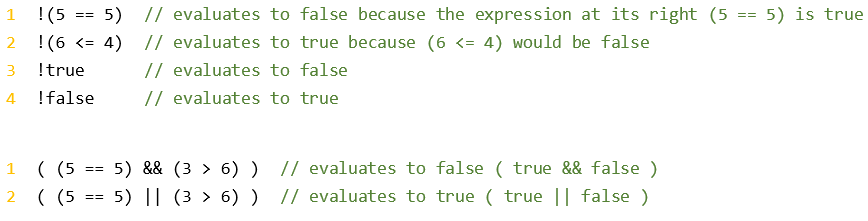 1 !(5 == 5) // evaluates to false because the expression at its right (5 == 5) is true
2 !(6 <= 4) // evaluates to true because (6 <= 4) would be false
3 !true // evaluates to false
4 !false // evaluates to true
1 ( (5 == 5) && (3 > 6) ) // evaluates to false ( true && false )
2 ( (5 == 5) || (3 > 6) ) // evaluates to true ( true || false )